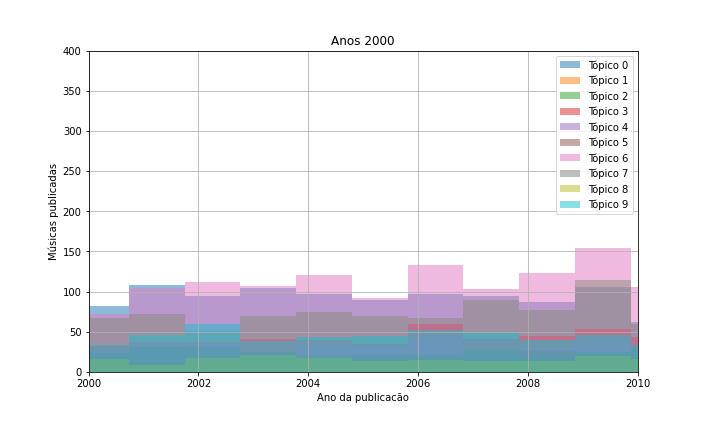 Anos 2000
Músicas publicadas
400
350
300
250
200
150
100
50
0
2000
2002
2004
2006
2008
2010
Ano da publicacão
Tópico 0
Tópico 1
Tópico 2
Tópico 3
Tópico 4
Tópico 5
Tópico 6
Tópico 7
Tópico 8
Tópico 9